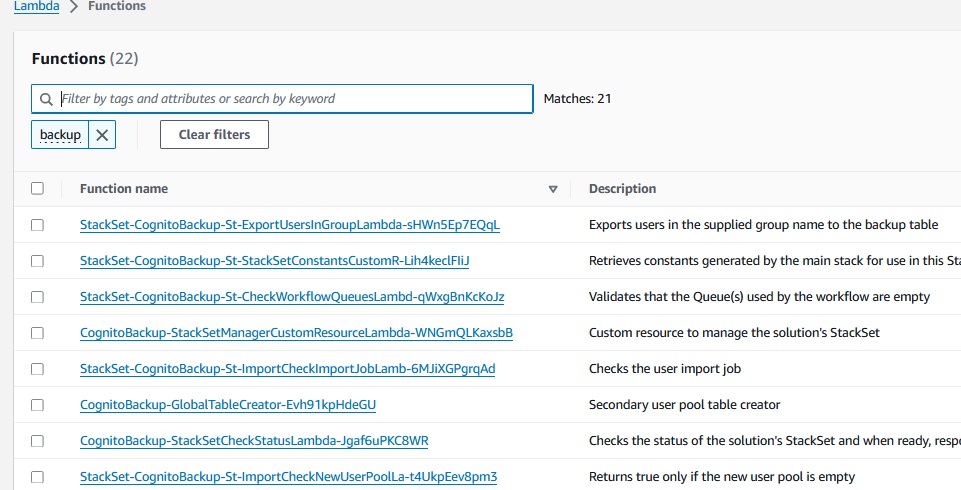 Lambda > Functions
Functions (22)
Filter by tags and attributes or search by keyword Matches: 21
backup Clear filters
Function name Description
StackSet-CognitoBackup-St-ExportUsersInGroupLambda-sHWn5Ep7EQqL Exports users in the supplied group name to the backup table
StackSet-CognitoBackup-St-StackSetConstantsCustomR-Lih4keclFIiJ Retrieves constants generated by the main stack for use in this Sta
StackSet-CognitoBackup-St-CheckWorkflowQueuesLambd-qWxgBnKcKoJz Validates that the Queue(s) used by the workflow are empty
CognitoBackup-StackSetManagerCustomResourceLambda-WNGmQLKaxsbB Custom resource to manage the solution's StackSet
StackSet-CognitoBackup-St-ImportCheckImportJobLamb-6MJiXGPgrqAd Checks the user import job
CognitoBackup-GlobalTableCreator-Evh91kpHdeGU Secondary user pool table creator
CognitoBackup-StackSetCheckStatusLambda-Jgaf6uPKC8WR Checks the status of the solution's StackSet and when ready, resp
StackSet-CognitoBackup-St-ImportCheckNewUserPoolLa-t4UkpEev8pm3 Returns true only if the new user pool is empty